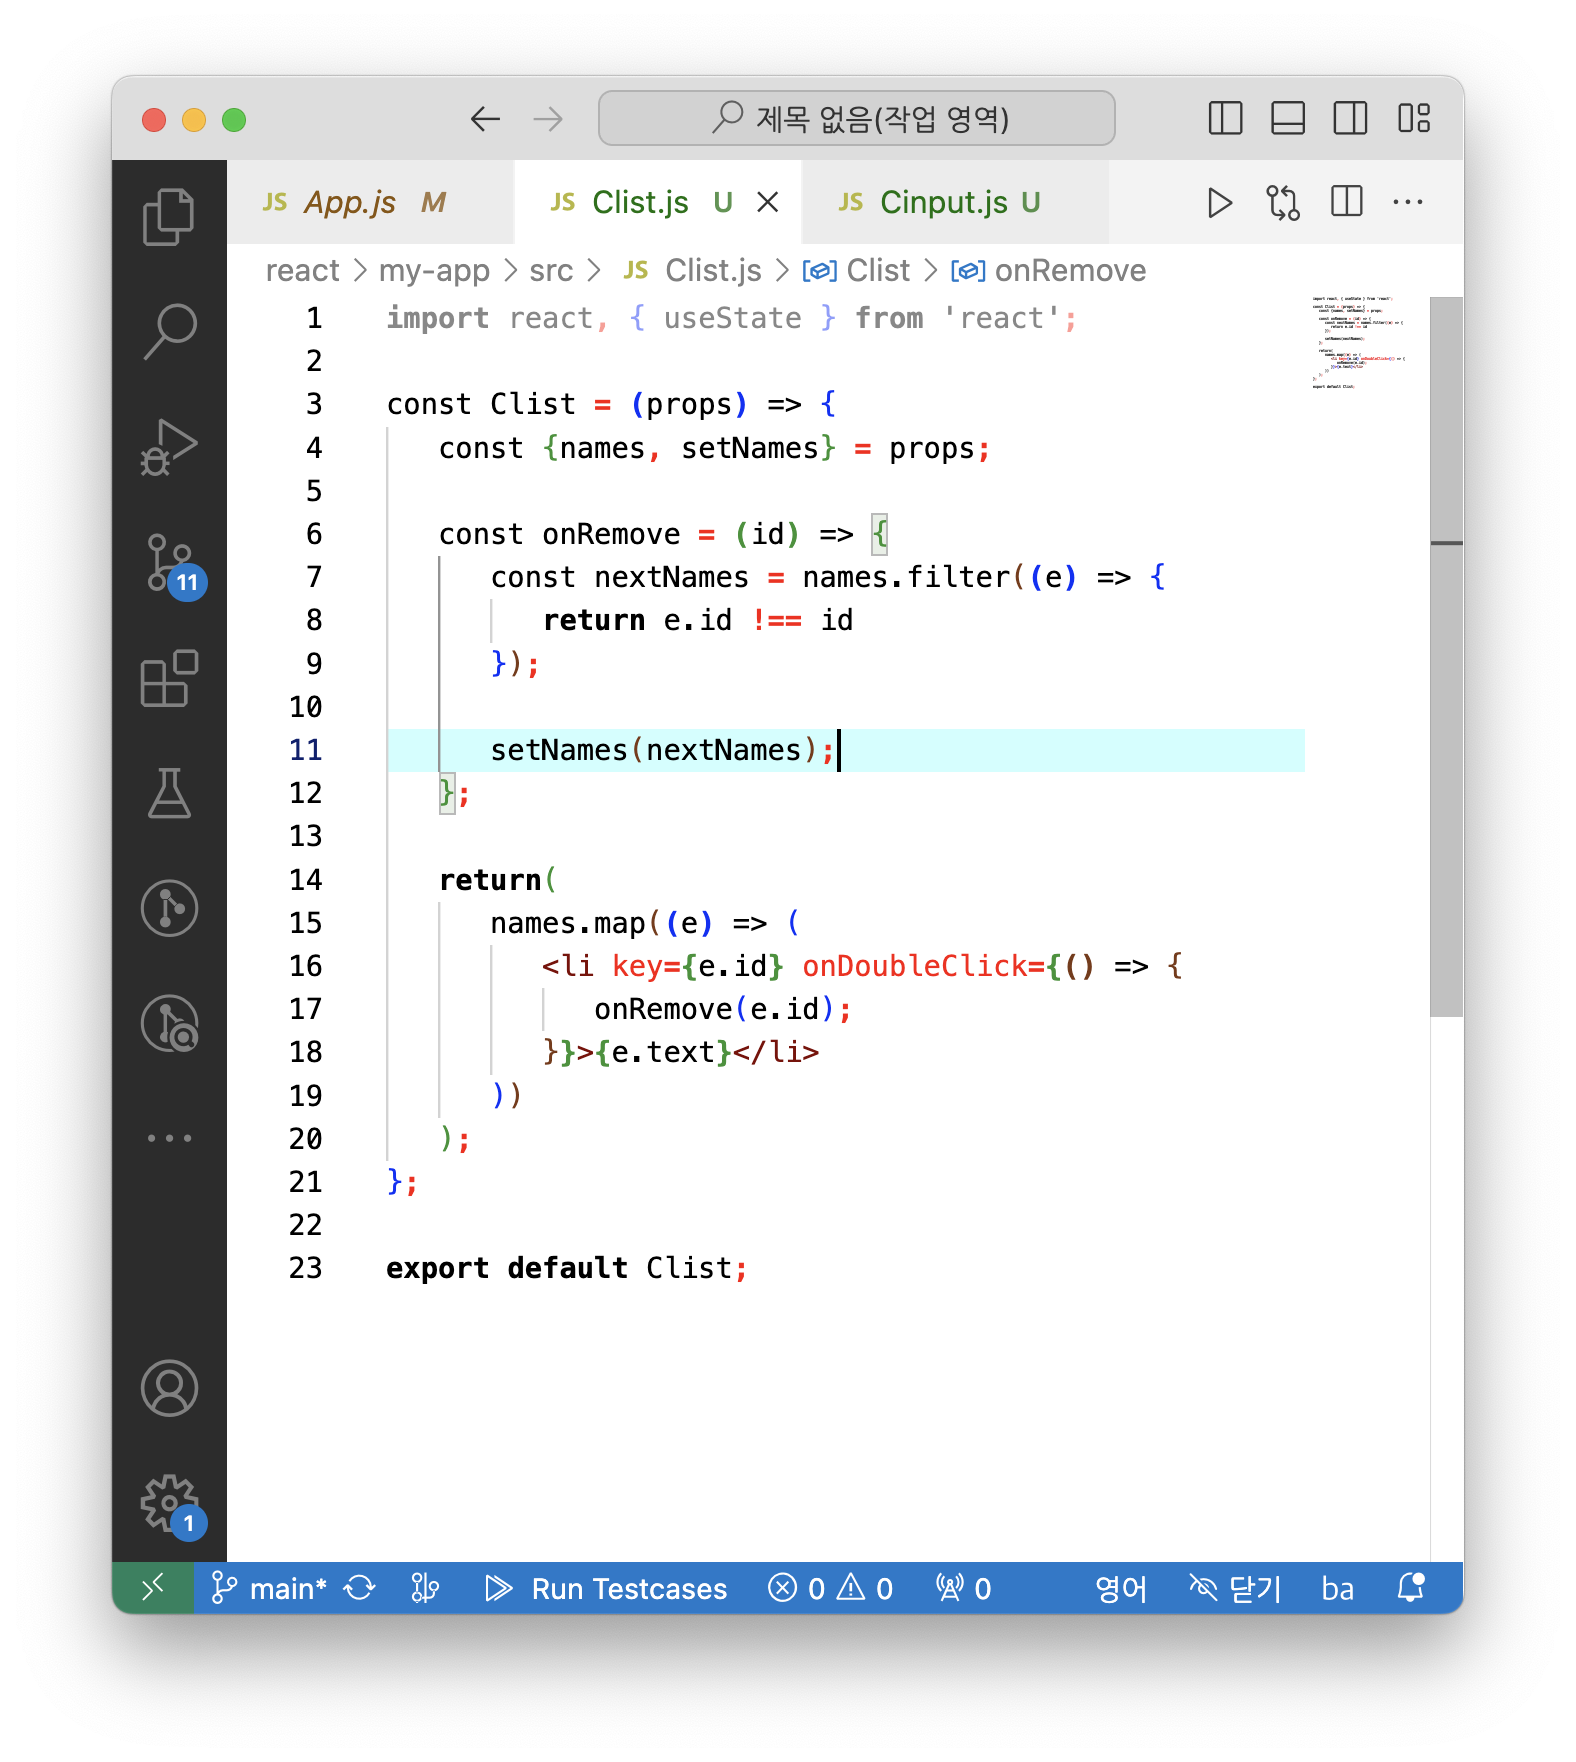 제목 없음(작업 영역)
JS App.js M JS Clist.js U JS Cinput.js U
react > my-app > src > JS Clist.js > Clist > onRemove
1 import react, { useState } from 'react';
2
3 const Clist = (props) => {
4 const {names, setNames} = props;
5
6 const onRemove = (id) => {
7 const nextNames = names.filter((e) => {
8 return e.id !== id
9 });
10
11 setNames(nextNames);
12 };
13
14 return(
15 names.map((e) => (
16 <li key={e.id} onDoubleClick={() => {
17 onRemove(e.id);
18 }}>{e.text}</li>
19 ))
20 );
21 };
22
23 export default Clist;
11
1
main* Run Testcases 0 0 0 영어 닫기 ba